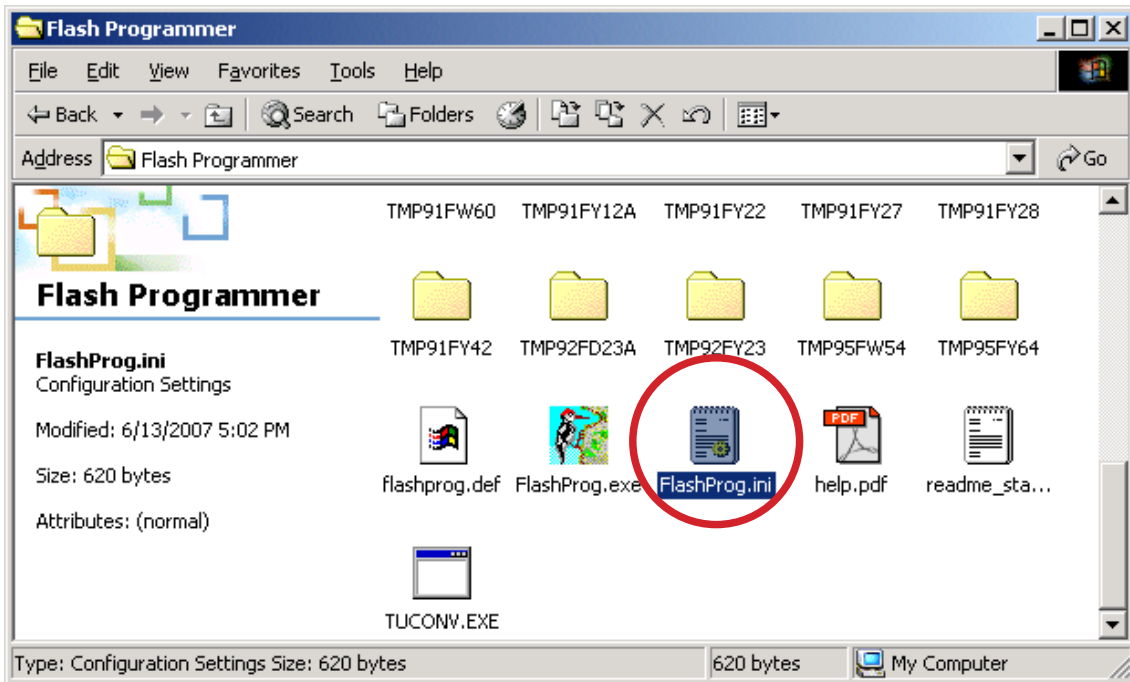 Flash Programmer
File Edit View Favorites Tools Help
Back Search Folders
Address Flash Programmer Go
TMP91FW60 TMP91FY12A TMP91FY22 TMP91FY27 TMP91FY28
Flash Programmer
TMP91FY42 TMP92FD23A TMP92FY23 TMP95FW54 TMP95FY64
FlashProg.ini
Configuration Settings
Modified: 6/13/2007 5:02 PM
Size: 620 bytes
Attributes: (normal)
PDF
flashprog.def FlashProg.exe FlashProg.ini help.pdf readme_sta...
TUCONV.EXE
Type: Configuration Settings Size: 620 bytes 620 bytes My Computer